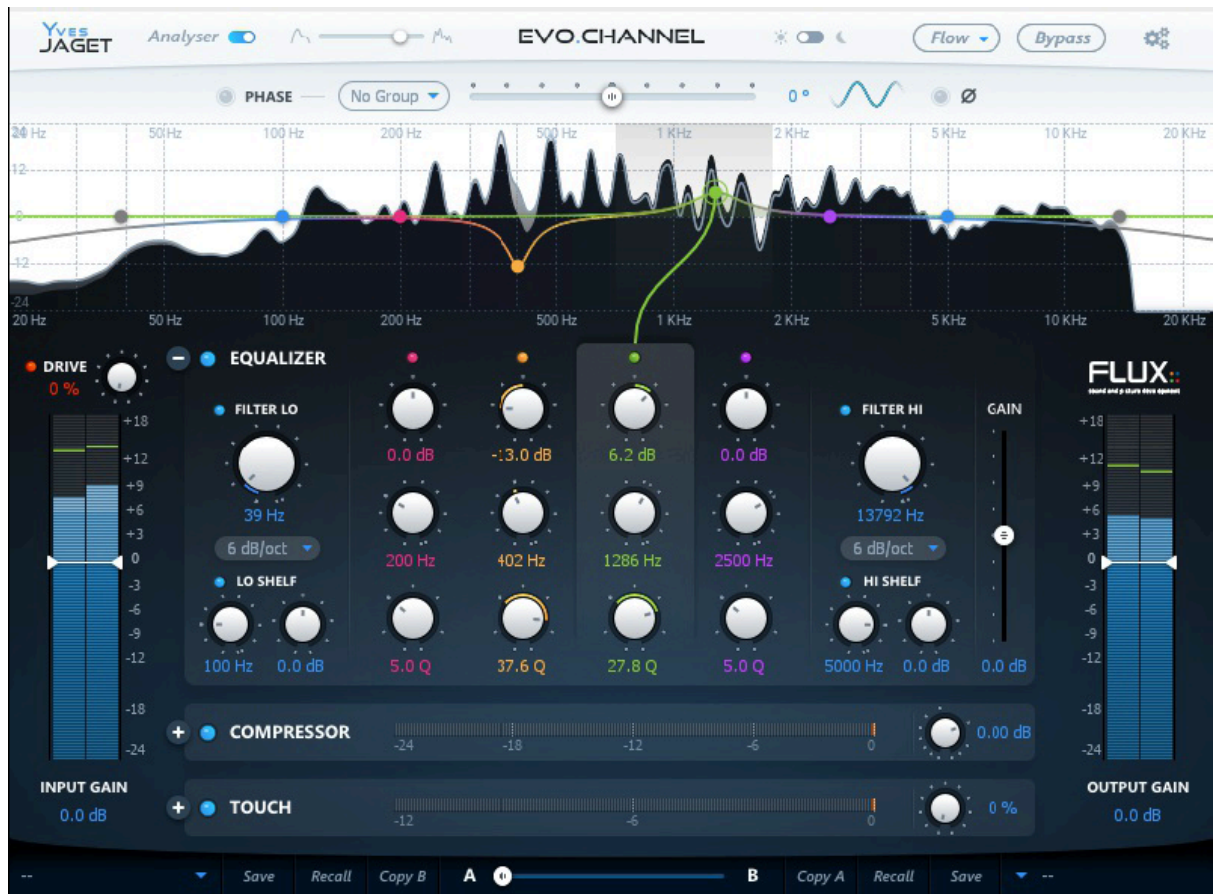 YVES JAGET Analyser EVO.CHANNEL Flow Bypass
PHASE No Group 0 ° Ø
24
20 Hz 50 Hz 100 Hz 200 Hz 500 Hz 1 KHz 2 KHz 5 KHz 10 KHz 20 KHz
12
0
-12
-24
20 Hz 50 Hz 100 Hz 200 Hz 500 Hz 1 KHz 2 KHz 5 KHz 10 KHz 20 KHz
DRIVE
0 %
+18
+12
+9
+6
+3
0
-3
-6
-9
-12
-18
-24
INPUT GAIN
0.0 dB
EQUALIZER
FILTER LO
39 Hz
6 dB/oct
LO SHELF
100 Hz 0.0 dB
0.0 dB -13.0 dB 6.2 dB 0.0 dB
200 Hz 402 Hz 1286 Hz 2500 Hz
5.0 Q 37.6 Q 27.8 Q 5.0 Q
FILTER HI
13792 Hz
6 dB/oct
HI SHELF
5000 Hz 0.0 dB
GAIN
0.0 dB
COMPRESSOR
-24 -18 -12 -6 0
0.00 dB
TOUCH
-12 -6 0
0 %
FLUX::
sound and picture development
+18
+12
+9
+6
+3
0
-3
-6
-9
-12
-18
-24
OUTPUT GAIN
0.0 dB
-- Save Recall Copy B A B Copy A Recall Save --